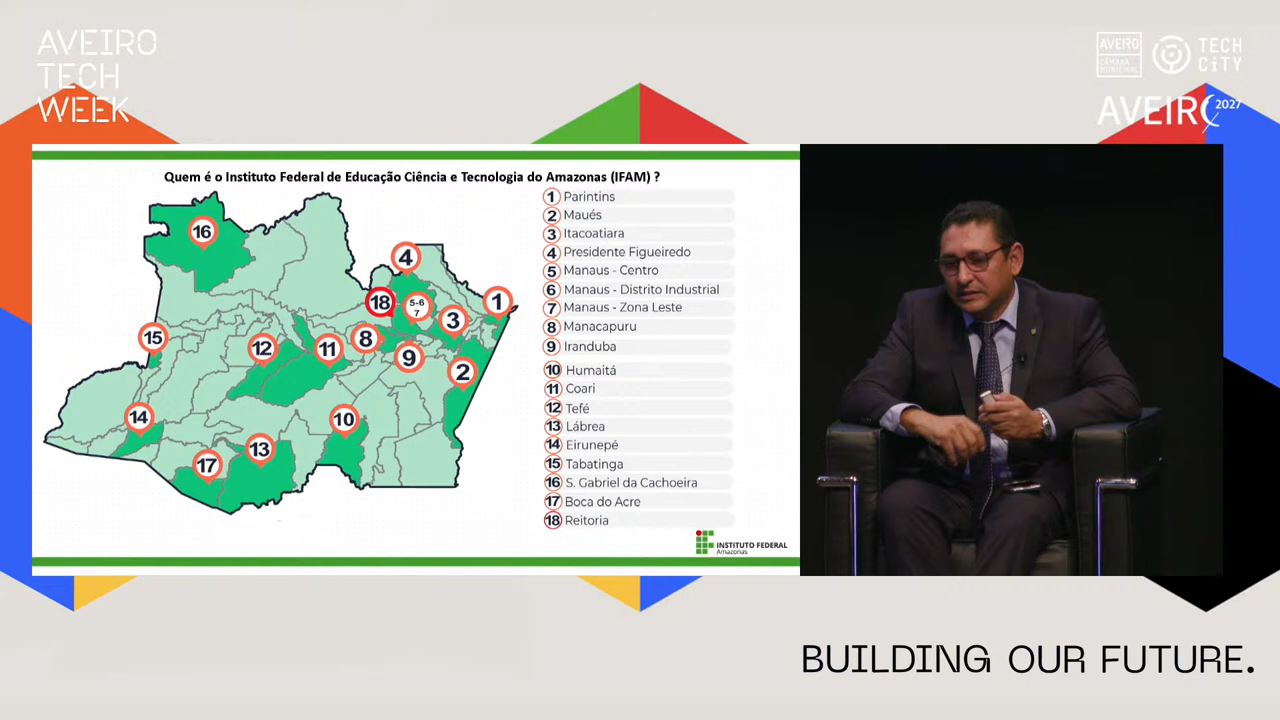 AVEIRO
TECH
WEEK
AVEIRO
CÂMARA
MUNICIPAL
TECH
CiTY
AVEIRO 2027
Quem é o Instituto Federal de Educação Ciência e Tecnologia do Amazonas (IFAM) ?
16
4
18
5-6
7
1
3
15
12
11
8
9
2
14
10
17
13
1 Parintins
2 Maués
3 Itacoatiara
4 Presidente Figueiredo
5 Manaus - Centro
6 Manaus - Distrito Industrial
7 Manaus - Zona Leste
8 Manacapuru
9 Iranduba
10 Humaitá
11 Coari
12 Tefé
13 Lábrea
14 Eirunepé
15 Tabatinga
16 S. Gabriel da Cachoeira
17 Boca do Acre
18 Reitoria
INSTITUTO FEDERAL
Amazonas
BUILDING OUR FUTURE.